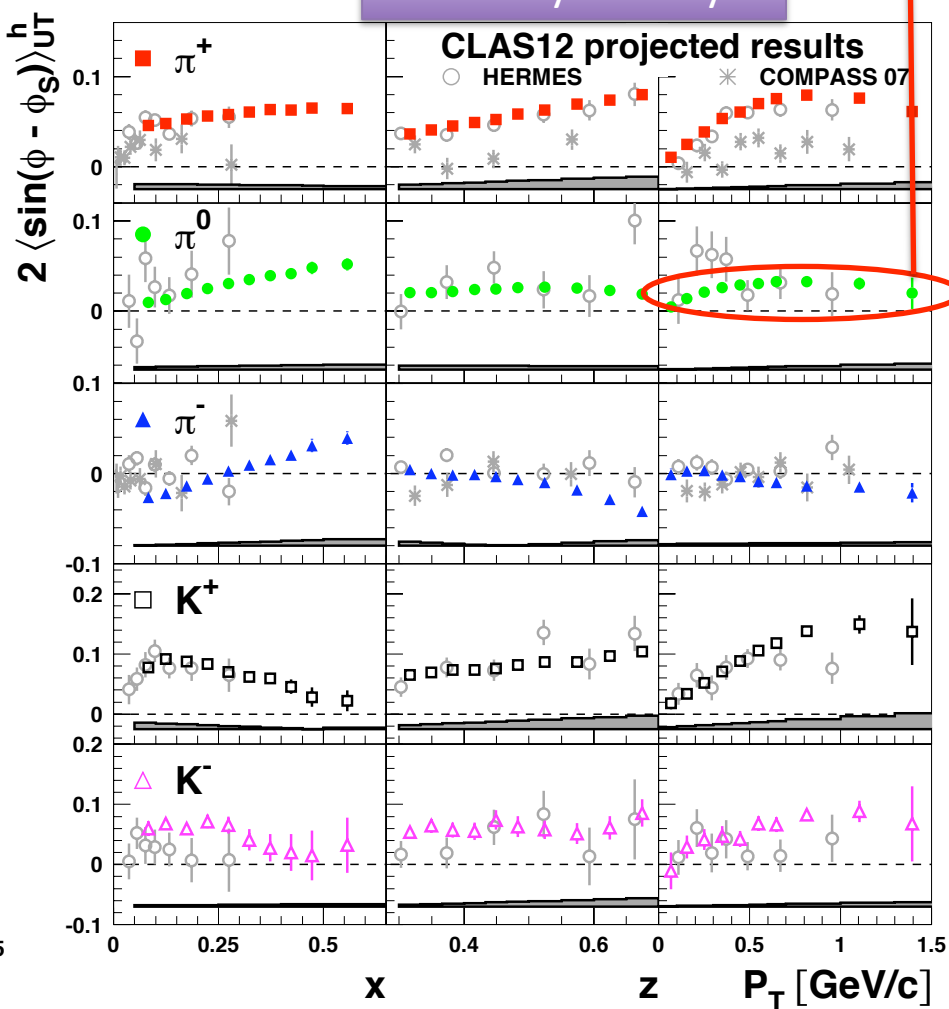 CLAS12 projected results
HERMES
COMPASS 07
2 ⟨sin(ϕ - ϕS)⟩hUT
π+
0.1
0
π0
0.1
0
π-
0.1
0
-0.1
K+
0.2
0.1
0
K-
0.2
0.1
0
-0.1
0 0.25 0.5
0.4 0.6
0 0.5 1 1.5
x
z
PT [GeV/c]